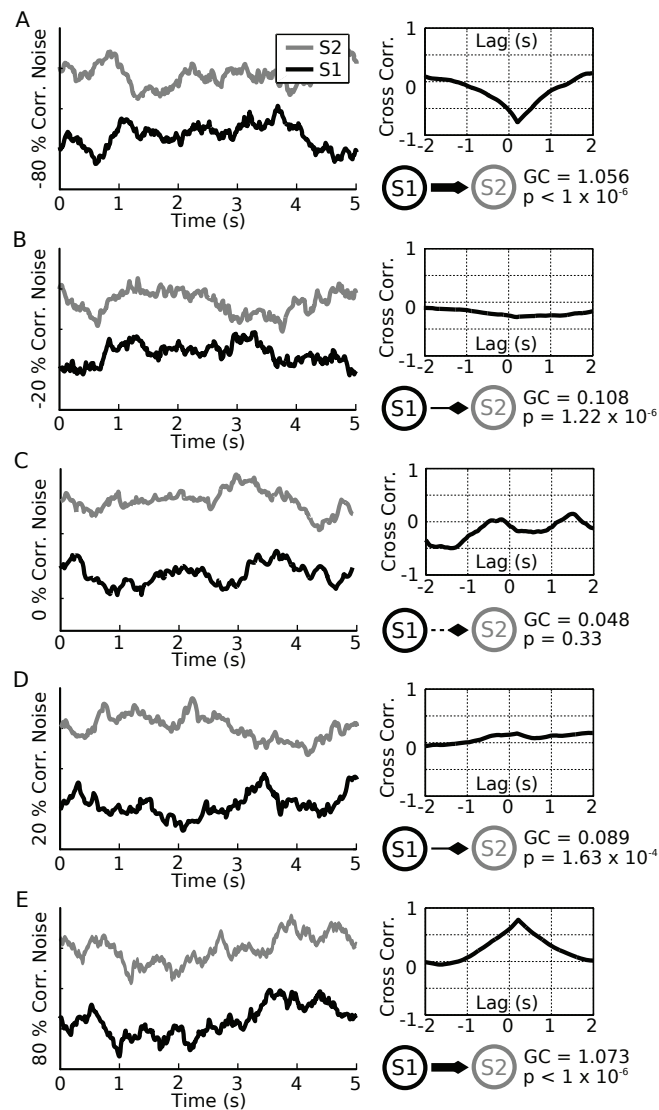 A
-80 % Corr. Noise
S2
S1
0 1 2 3 4 5
Time (s)
Cross Corr.
1
0
-1
Lag (s)
-2 -1 0 1 2
S1 S2
GC = 1.056
p < 1 x 10⁻⁶
B
-20 % Corr. Noise
0 1 2 3 4 5
Time (s)
Cross Corr.
1
0
-1
Lag (s)
-2 -1 0 1 2
S1 S2
GC = 0.108
p = 1.22 x 10⁻⁶
C
0 % Corr. Noise
0 1 2 3 4 5
Time (s)
Cross Corr.
1
0
-1
Lag (s)
-2 -1 0 1 2
S1 S2
GC = 0.048
p = 0.33
D
20 % Corr. Noise
0 1 2 3 4 5
Time (s)
Cross Corr.
1
0
-1
Lag (s)
-2 -1 0 1 2
S1 S2
GC = 0.089
p = 1.63 x 10⁻⁴
E
80 % Corr. Noise
0 1 2 3 4 5
Time (s)
Cross Corr.
1
0
-1
Lag (s)
-2 -1 0 1 2
S1 S2
GC = 1.073
p < 1 x 10⁻⁶